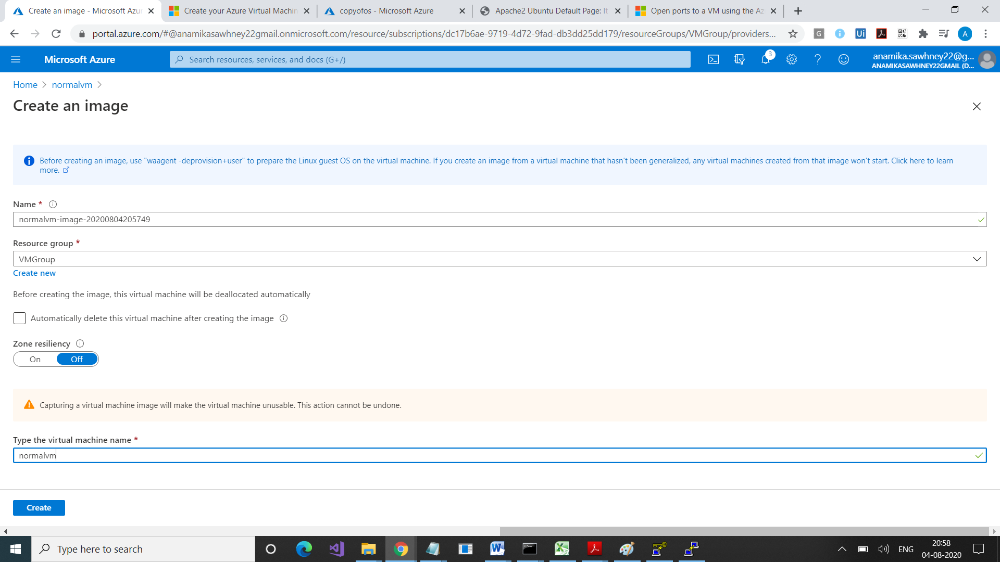 Create an image - Microsoft Azur
Create your Azure Virtual Machin
copyofos - Microsoft Azure
Apache2 Ubuntu Default Page: It
Open ports to a VM using the Az
portal.azure.com/#@anamikasawhney22gmail.onmicrosoft.com/resource/subscriptions/dc17b6ae-9719-4d72-9fad-db3dd25dd179/resourceGroups/VMGroup/providers...
G
i
Ui
A
Microsoft Azure
Search resources, services, and docs (G+/)
3
anamika.sawhney22@g...
ANAMIKASAWHNEY22GMAIL (D...
Home > normalvm >
Create an image
Before creating an image, use "waagent -deprovision+user" to prepare the Linux guest OS on the virtual machine. If you create an image from a virtual machine that hasn't been generalized, any virtual machines created from that image won't start. Click here to learn
more.
Name *
normalvm-image-20200804205749
Resource group *
VMGroup
Create new
Before creating the image, this virtual machine will be deallocated automatically
Automatically delete this virtual machine after creating the image
Zone resiliency
On
Off
Capturing a virtual machine image will make the virtual machine unusable. This action cannot be undone.
Type the virtual machine name *
normalvm
Create
Type here to search
ENG
20:58
04-08-2020